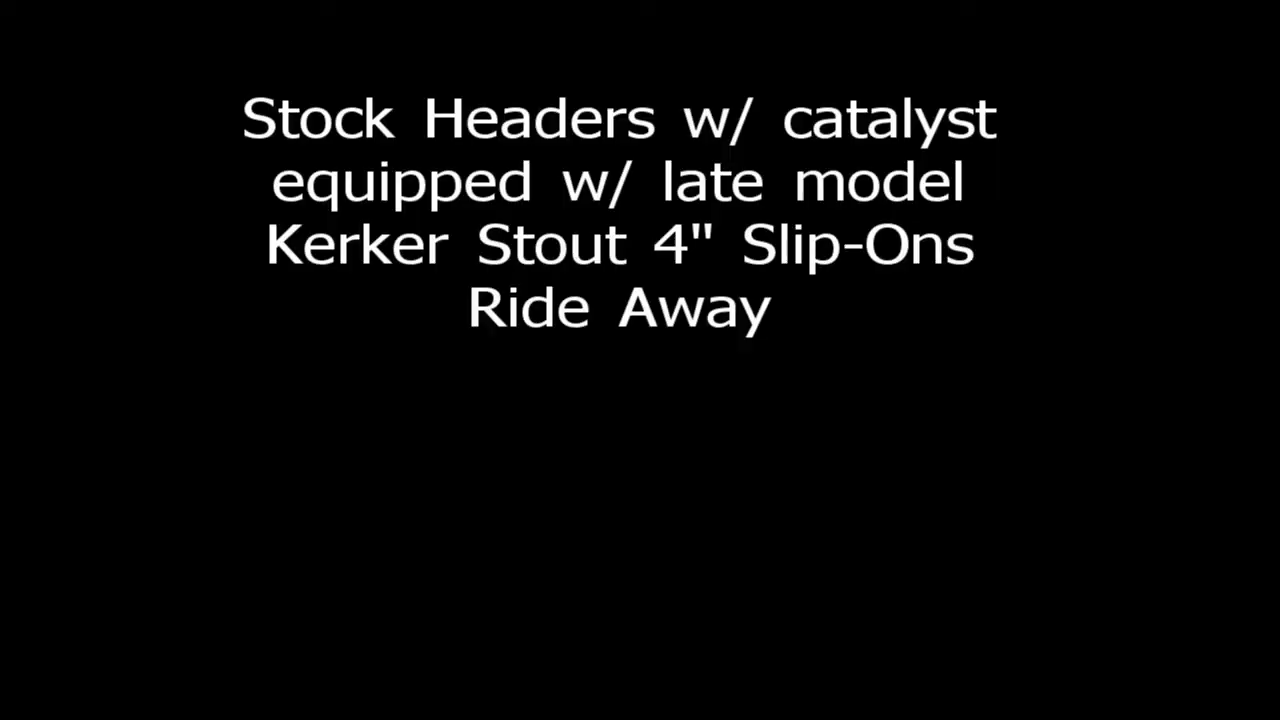 Stock Headers w/ catalyst
equipped w/ late model
Kerker Stout 4" Slip-Ons
Ride Away